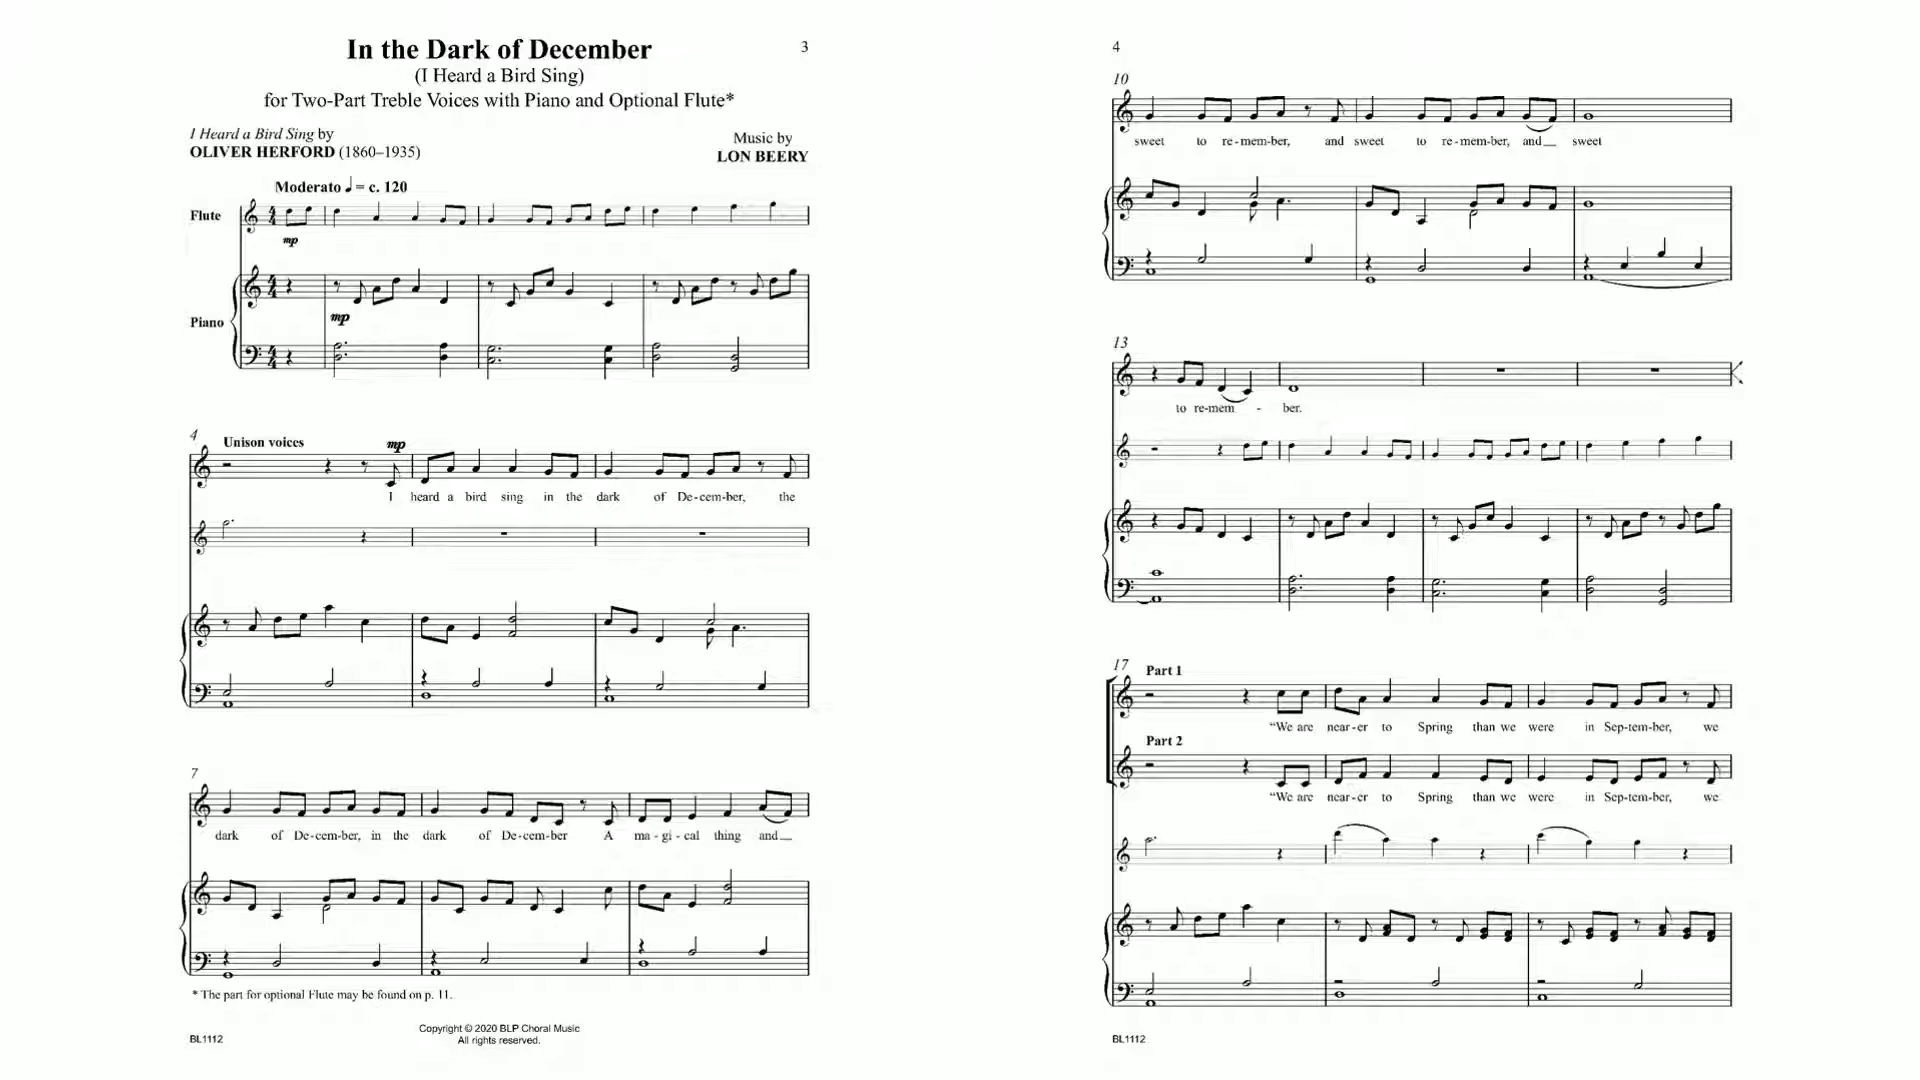 In the Dark of December
3
(I Heard a Bird Sing)
for Two-Part Treble Voices with Piano and Optional Flute*
I Heard a Bird Sing by
OLIVER HERFORD (1860–1935)
Music by
LON BEERY
Moderato ♩ = c. 120
Flute
mp
Piano
mp
4
Unison voices
mp
I heard a bird sing in the dark of De-cem-ber, the
7
dark of De-cem-ber, in the dark of De-cem-ber A ma-gi-cal thing and
* The part for optional Flute may be found on p. 11.
Copyright © 2020 BLP Choral Music
All rights reserved.
BL1112
4
10
sweet to re-mem-ber, and sweet to re-mem-ber, and sweet
13
to re-mem - ber.
17
Part 1
“We are near-er to Spring than we were in Sep-tem-ber, we
Part 2
“We are near-er to Spring than we were in Sep-tem-ber, we
BL1112